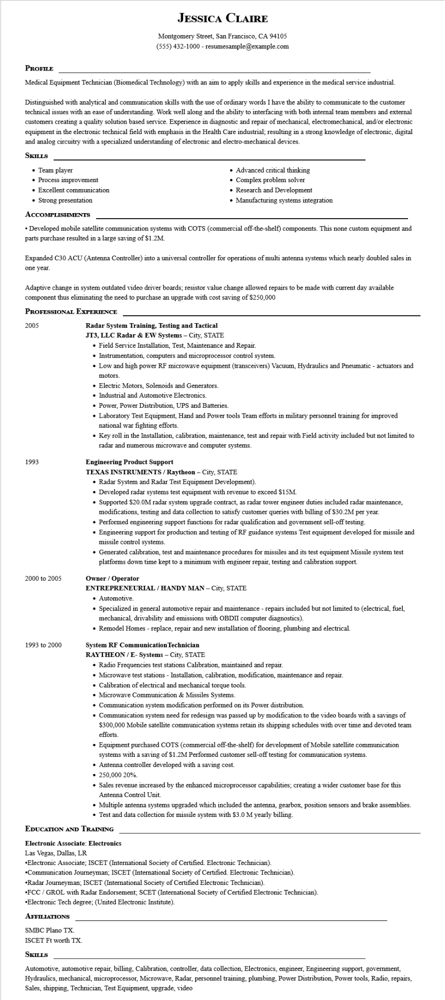 Jessica Claire
Montgomery Street, San Francisco, CA 94105
(555) 432-1000 - resumesample@example.com
Profile
Medical Equipment Technician (Biomedical Technology) with an aim to apply skills and experience in the medical service industrial.
Distinguished with analytical and communication skills with the use of ordinary words I have the ability to communicate to the customer
technical issues with an ease of understanding. Work well along and the ability to interfacing with both internal team members and external
customers creating a quality solution based service. Experience in diagnostic and repair of mechanical, electromechanical, and/or electronic
equipment in the electronic technical field with emphasis in the Health Care industrial; resulting in a strong knowledge of electronic, digital
and analog circuitry with a specialized understanding of electronic and electro-mechanical devices.
Skills
• Team player
• Process improvement
• Excellent communication
• Strong presentation
• Advanced critical thinking
• Complex problem solver
• Research and Development
• Manufacturing systems integration
Accomplishments
• Developed mobile satellite communication systems with COTS (commercial off-the-shelf) components. This none custom equipment and
parts purchase resulted in a large saving of $1.2M.
Expanded C30 ACU (Antenna Controller) into a universal controller for operations of multi antenna systems which nearly doubled sales in
one year.
Adaptive change in system outdated video driver boards; resistor value change allowed repairs to be made with current day available
component thus eliminating the need to purchase an upgrade with cost saving of $250,000
Professional Experience
2005 Radar System Training, Testing and Tactical
JT3, LLC Radar & EW Systems – City, STATE
• Field Service Installation, Test, Maintenance and Repair.
• Instrumentation, computers and microprocessor control system.
• Low and high power RF microwave equipment (transceivers) Vacuum, Hydraulics and Pneumatic - actuators and
motors.
• Electric Motors, Solenoids and Generators.
• Industrial and Automotive Electronics.
• Power, Power Distribution, UPS and Batteries.
• Laboratory Test Equipment, Hand and Power tools Team efforts in military personnel training for improved
national war fighting efforts.
• Key roll in the Installation, calibration, maintenance, test and repair with Field activity included but not limited to
radar and numerous microwave and computer systems.
1993 Engineering Product Support
TEXAS INSTRUMENTS / Raytheon – City, STATE
• Radar System and Radar Test Equipment Development).
• Developed radar systems test equipment with revenue to exceed $15M.
• Supported $20.0M radar system upgrade contract, as radar tower engineer duties included radar maintenance,
modifications, testing and data collection to satisfy customer queries with billing of $30.2M per year.
• Performed engineering support functions for radar qualification and government sell-off testing.
• Engineering support for production and testing of RF guidance systems Test equipment developed for missile and
missile control systems.
• Generated calibration, test and maintenance procedures for missiles and its test equipment Missile system test
platforms down time kept to a minimum with engineer repair, testing and calibration support.
2000 to 2005 Owner / Operator
ENTREPRENEURIAL / HANDY MAN – City, STATE
• Automotive.
• Specialized in general automotive repair and maintenance - repairs included but not limited to (electrical, fuel,
mechanical, drivability and emissions with OBDII computer diagnostics).
• Remodel Homes - replace, repair and new installation of flooring, plumbing and electrical.
1993 to 2000 System RF CommunicationTechnician
RAYTHEON / E- Systems – City, STATE
• Radio Frequencies test stations Calibration, maintained and repair.
• Microwave test stations - Installation, calibration, modification, maintenance and repair.
• Calibration of electrical and mechanical torque tools.
• Microwave Communication & Missiles Systems.
• Communication system modification performed on its Power distribution.
• Communication system need for redesign was passed up by modification to the video boards with a savings of
$300,000 Mobile satellite communication systems retain its shipping schedules with over time and devoted team
efforts.
• Equipment purchased COTS (commercial off-the-shelf) for development of Mobile satellite communication
systems with a saving of $1.2M Performed customer sell-off testing for communication systems.
• Antenna controller developed with a saving cost.
• 250,000 20%.
• Sales revenue increased by the enhanced microprocessor capabilities; creating a wider customer base for this
Antenna Control Unit.
• Multiple antenna systems upgraded which included the antenna, gearbox, position sensors and brake assemblies.
• Test and data collection for missile system with $3.0 M yearly billing.
Education and Training
Electronic Associate: Electronics
Las Vegas, Dallas, LR
•Electronic Associate; ISCET (International Society of Certified. Electronic Technician).
•Communication Journeyman; ISCET (International Society of Certified. Electronic Technician).
•Radar Journeyman; ISCET (International Society of Certified Electronic Technician).
•FCC / GROL with Radar Endorsement; SCET (International Society of Certified Electronic Technician).
•Electronic Tech degree; (United Electronic Institute).
Affiliations
SMBC Plano TX.
ISCET Ft worth TX.
Skills
Automotive, automotive repair, billing, Calibration, controller, data collection, Electronics, engineer, Engineering support, government,
Hydraulics, mechanical, microprocessor, Microwave, Radar, personnel training, plumbing, Power Distribution, Power tools, Radio, repairs,
Sales, shipping, Technician, Test Equipment, upgrade, video